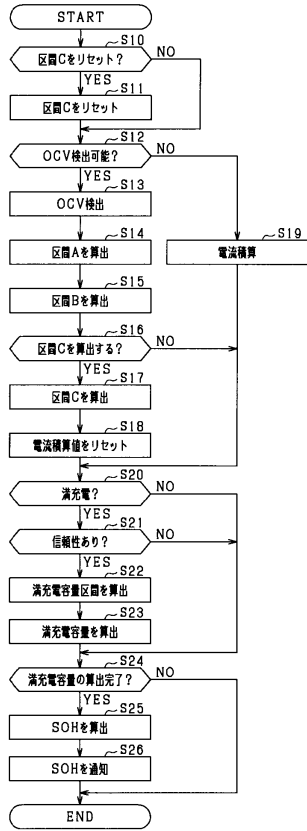 START
S10
区間Cをリセット?
NO
YES
S11
区間Cをリセット
S12
OCV検出可能?
NO
YES
S13
OCV検出
S14
区間Aを算出
S19
電流積算
S15
区間Bを算出
S16
区間Cを算出する?
NO
YES
S17
区間Cを算出
S18
電流積算値をリセット
S20
満充電?
NO
YES
S21
信頼性あり?
NO
YES
S22
満充電容量区間を算出
S23
満充電容量を算出
S24
満充電容量の算出完了?
NO
YES
S25
SOHを算出
S26
SOHを通知
END